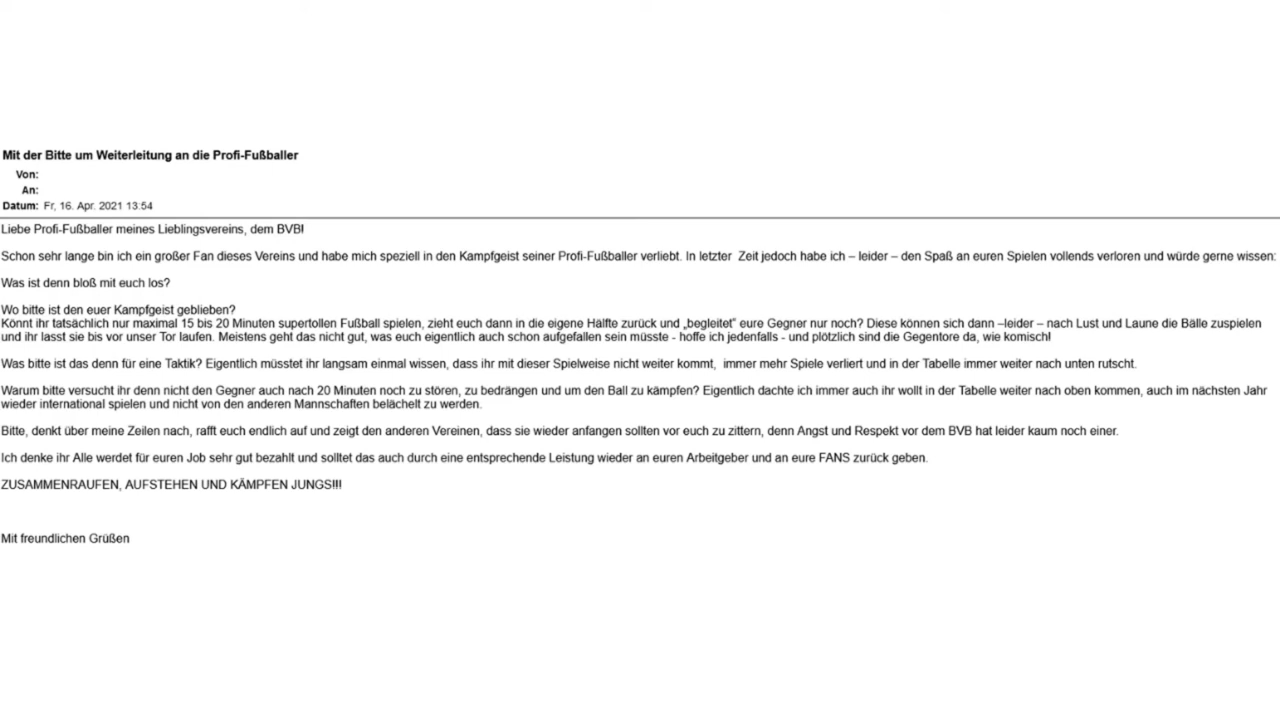 Mit der Bitte um Weiterleitung an die Profi-Fußballer
Von:
An:
Datum: Fr, 16. Apr. 2021 13:54
Liebe Profi-Fußballer meines Lieblingsvereins, dem BVB!
Schon sehr lange bin ich ein großer Fan dieses Vereins und habe mich speziell in den Kampfgeist seiner Profi-Fußballer verliebt. In letzter Zeit jedoch habe ich – leider – den Spaß an euren Spielen vollends verloren und würde gerne wissen:
Was ist denn bloß mit euch los?
Wo bitte ist den euer Kampfgeist geblieben?
Könnt ihr tatsächlich nur maximal 15 bis 20 Minuten supertollen Fußball spielen, zieht euch dann in die eigene Hälfte zurück und „begleitet“ eure Gegner nur noch? Diese können sich dann –leider – nach Lust und Laune die Bälle zuspielen
und ihr lasst sie bis vor unser Tor laufen. Meistens geht das nicht gut, was euch eigentlich auch schon aufgefallen sein müsste - hoffe ich jedenfalls - und plötzlich sind die Gegentore da, wie komisch!
Was bitte ist das denn für eine Taktik? Eigentlich müsstet ihr langsam einmal wissen, dass ihr mit dieser Spielweise nicht weiter kommt, immer mehr Spiele verliert und in der Tabelle immer weiter nach unten rutscht.
Warum bitte versucht ihr denn nicht den Gegner auch nach 20 Minuten noch zu stören, zu bedrängen und um den Ball zu kämpfen? Eigentlich dachte ich immer auch ihr wollt in der Tabelle weiter nach oben kommen, auch im nächsten Jahr
wieder international spielen und nicht von den anderen Mannschaften belächelt zu werden.
Bitte, denkt über meine Zeilen nach, rafft euch endlich auf und zeigt den anderen Vereinen, dass sie wieder anfangen sollten vor euch zu zittern, denn Angst und Respekt vor dem BVB hat leider kaum noch einer.
Ich denke ihr Alle werdet für euren Job sehr gut bezahlt und solltet das auch durch eine entsprechende Leistung wieder an euren Arbeitgeber und an eure FANS zurück geben.
ZUSAMMENRAUFEN, AUFSTEHEN UND KÄMPFEN JUNGS!!!
Mit freundlichen Grüßen